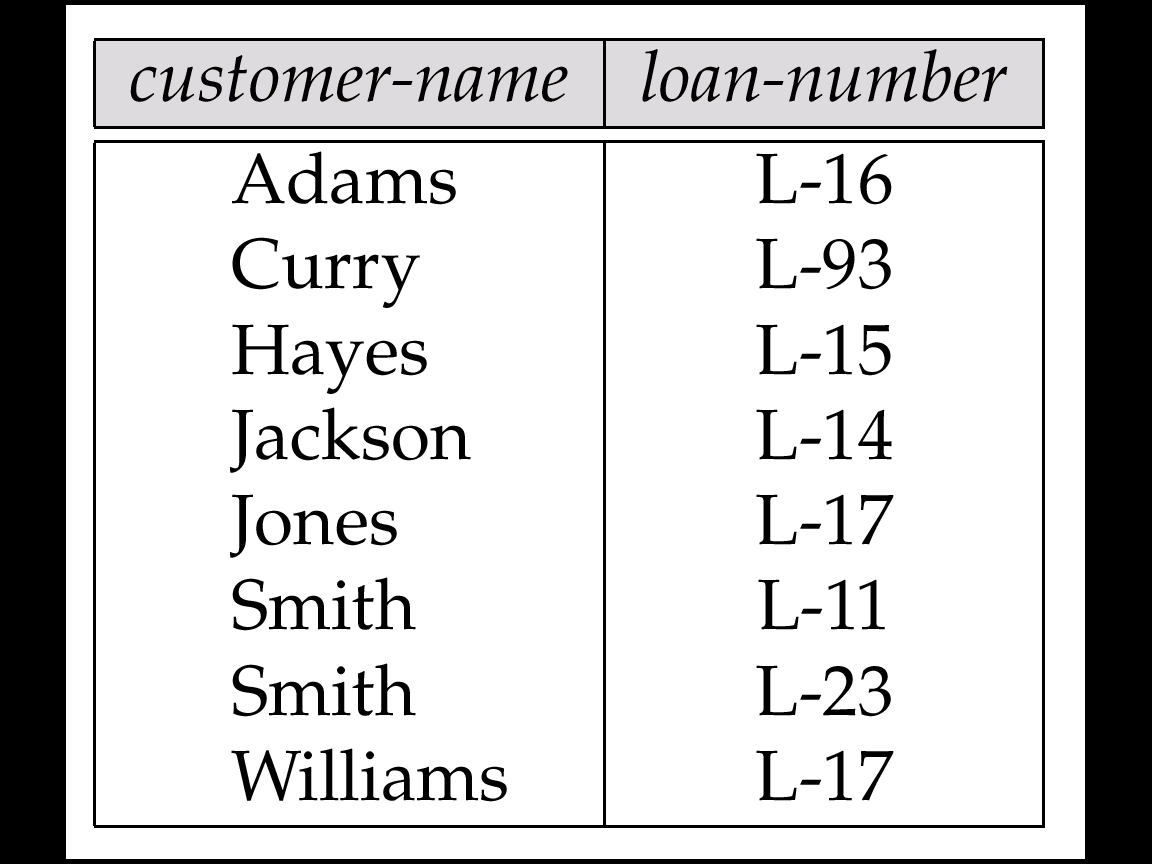 customer-name loan-number
Adams L-16
Curry L-93
Hayes L-15
Jackson L-14
Jones L-17
Smith L-11
Smith L-23
Williams L-17